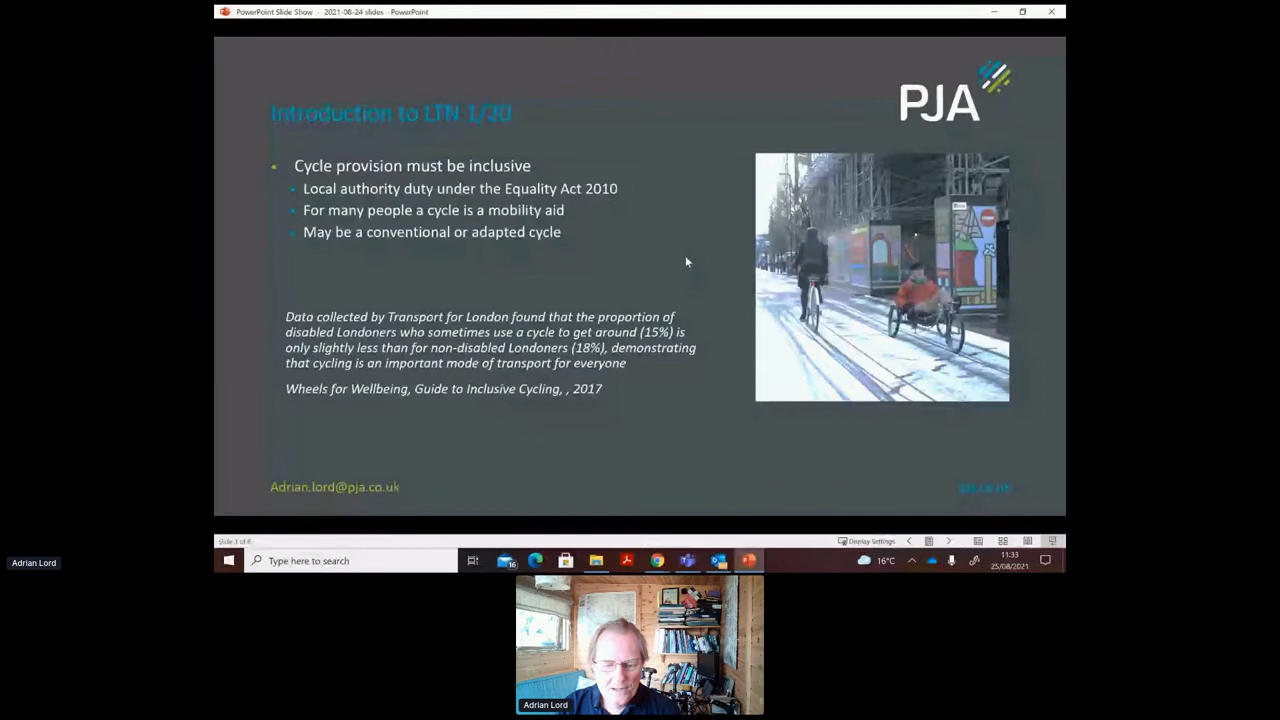 PowerPoint Slide Show - 2021-08-24 slides - PowerPoint
PJA
Introduction to LTN 1/20
Cycle provision must be inclusive
Local authority duty under the Equality Act 2010
For many people a cycle is a mobility aid
May be a conventional or adapted cycle
Data collected by Transport for London found that the proportion of
disabled Londoners who sometimes use a cycle to get around (15%) is
only slightly less than for non-disabled Londoners (18%), demonstrating
that cycling is an important mode of transport for everyone
Wheels for Wellbeing, Guide to Inclusive Cycling, , 2017
Adrian.lord@pja.co.uk
Display Settings
Type here to search
16
16°C
11:33
25/08/2021
Adrian Lord
Adrian Lord